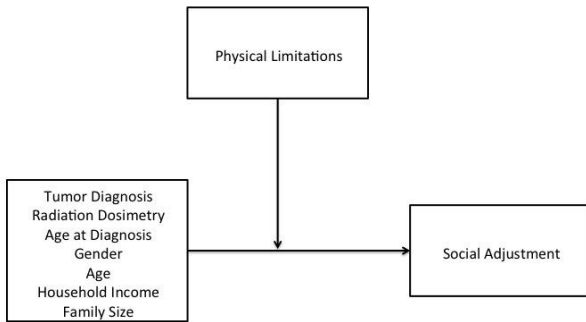 Physical Limitations
Tumor Diagnosis
Radiation Dosimetry
Age at Diagnosis
Gender
Age
Household Income
Family Size
Social Adjustment